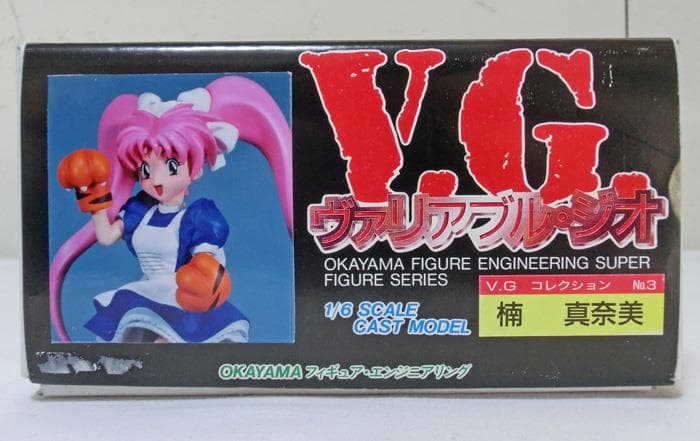 V.G.
ヴァリアブル・ジオ
OKAYAMA FIGURE ENGINEERING SUPER
FIGURE SERIES
1/6 SCALE
CAST MODEL
V.G コレクション №3
楠 真奈美
OKAYAMA フィギュア・エンジニアリング